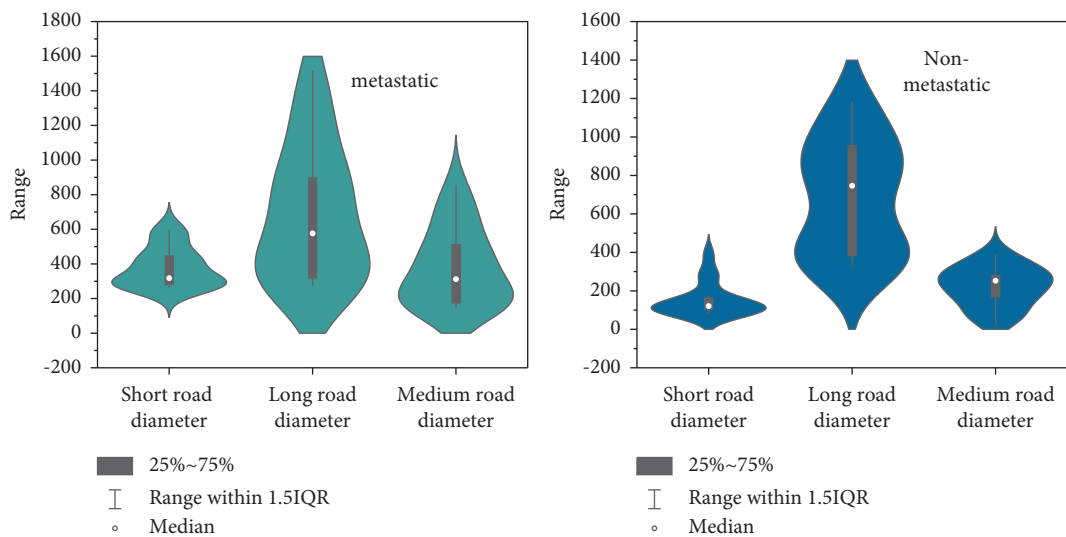 1800
1600
1400
1200
1000
800
600
400
200
0
-200
Range
metastatic
Short road
diameter
Long road
diameter
Medium road
diameter
25%~75%
Range within 1.5IQR
Median
1600
1400
1200
1000
800
600
400
200
0
-200
Range
Non-
metastatic
Short road
diameter
Long road
diameter
Medium road
diameter
25%~75%
Range within 1.5IQR
Median